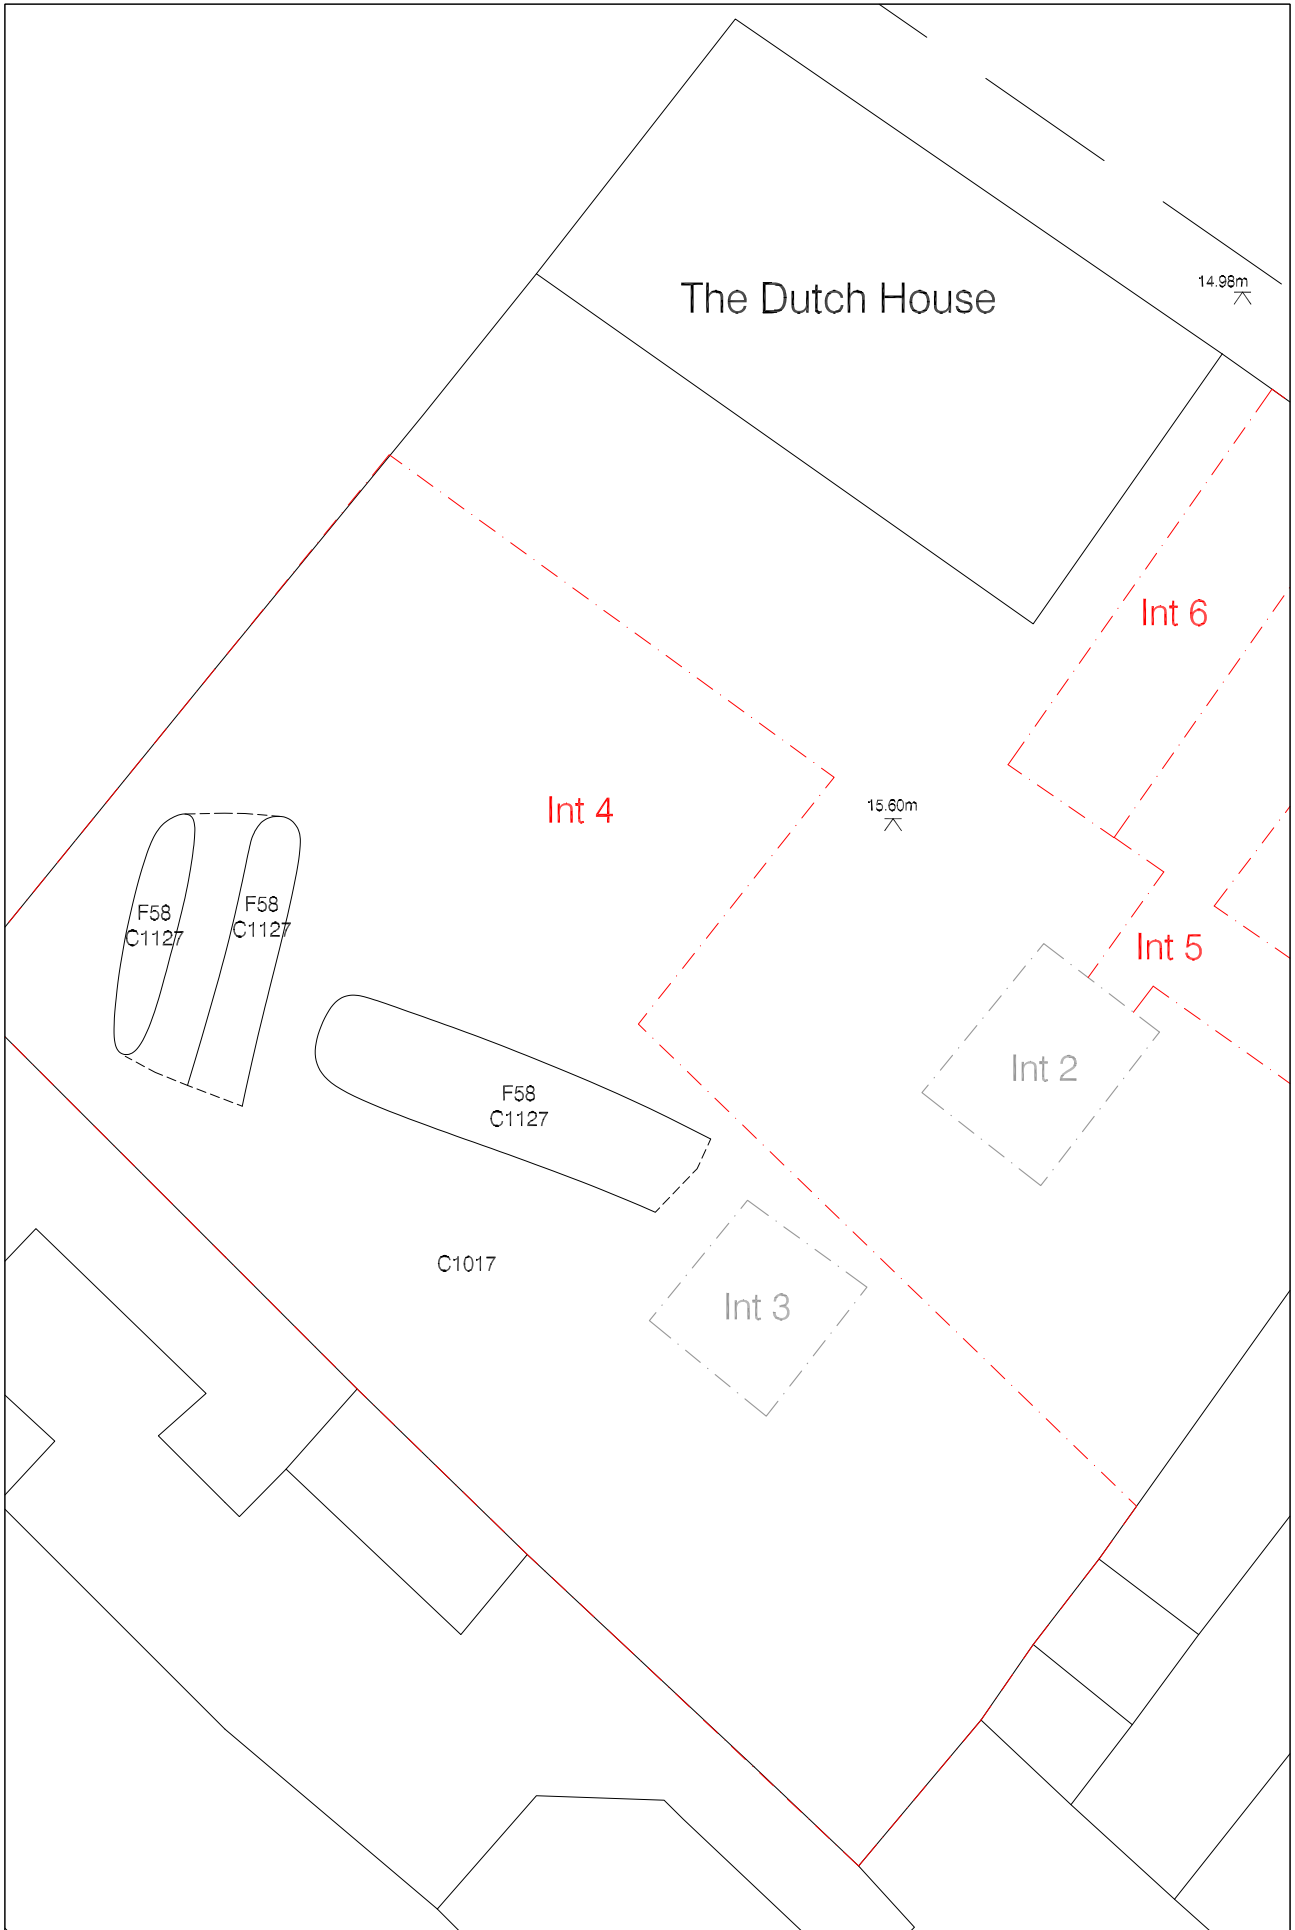 14.98m
The Dutch House
Int 6
15.60m
Int 4
F58
C1127
F58
C1127
Int 5
Int 2
F58
C1127
C1017
Int 3